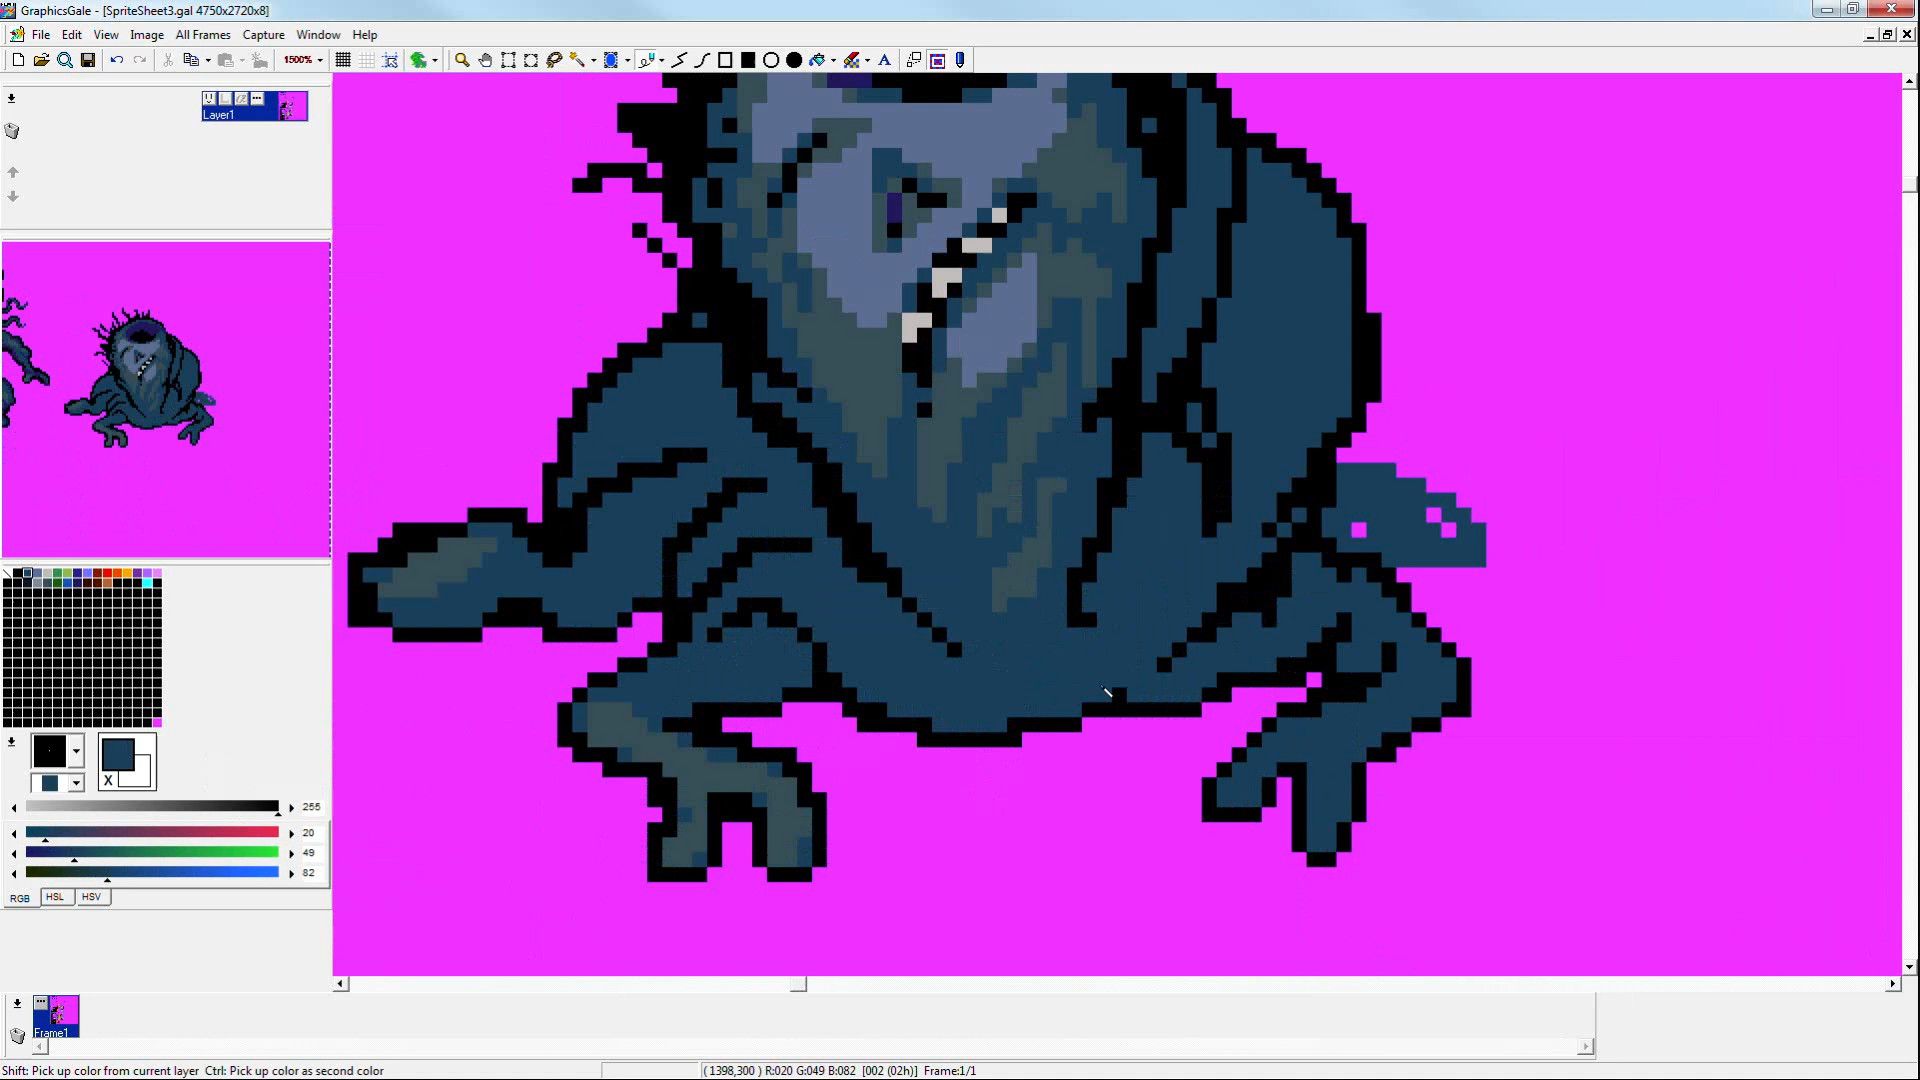 GraphicsGale - [SpriteSheet3.gal 4750x2720x8]
File Edit View Image All Frames Capture Window Help
1500%
A
Layer1
X
255
20
49
82
RGB HSL HSV
Frame1
Shift: Pick up color from current layer Ctrl: Pick up color as second color
(1398,300 ) R:020 G:049 B:082 [002 (02h)] Frame:1/1